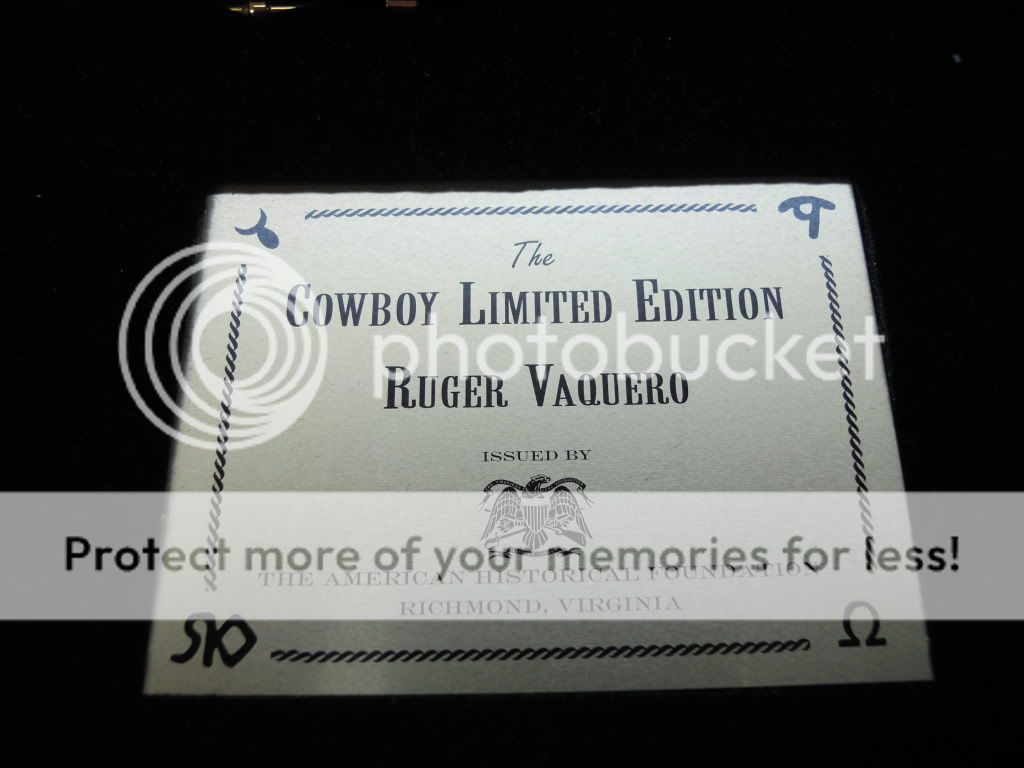 The
COWBOY LIMITED EDITION
photobucket
RUGER VAQUERO
ISSUED BY
Protect more of your memories for less!
THE AMERICAN HISTORICAL FOUNDATION
RICHMOND, VIRGINIA